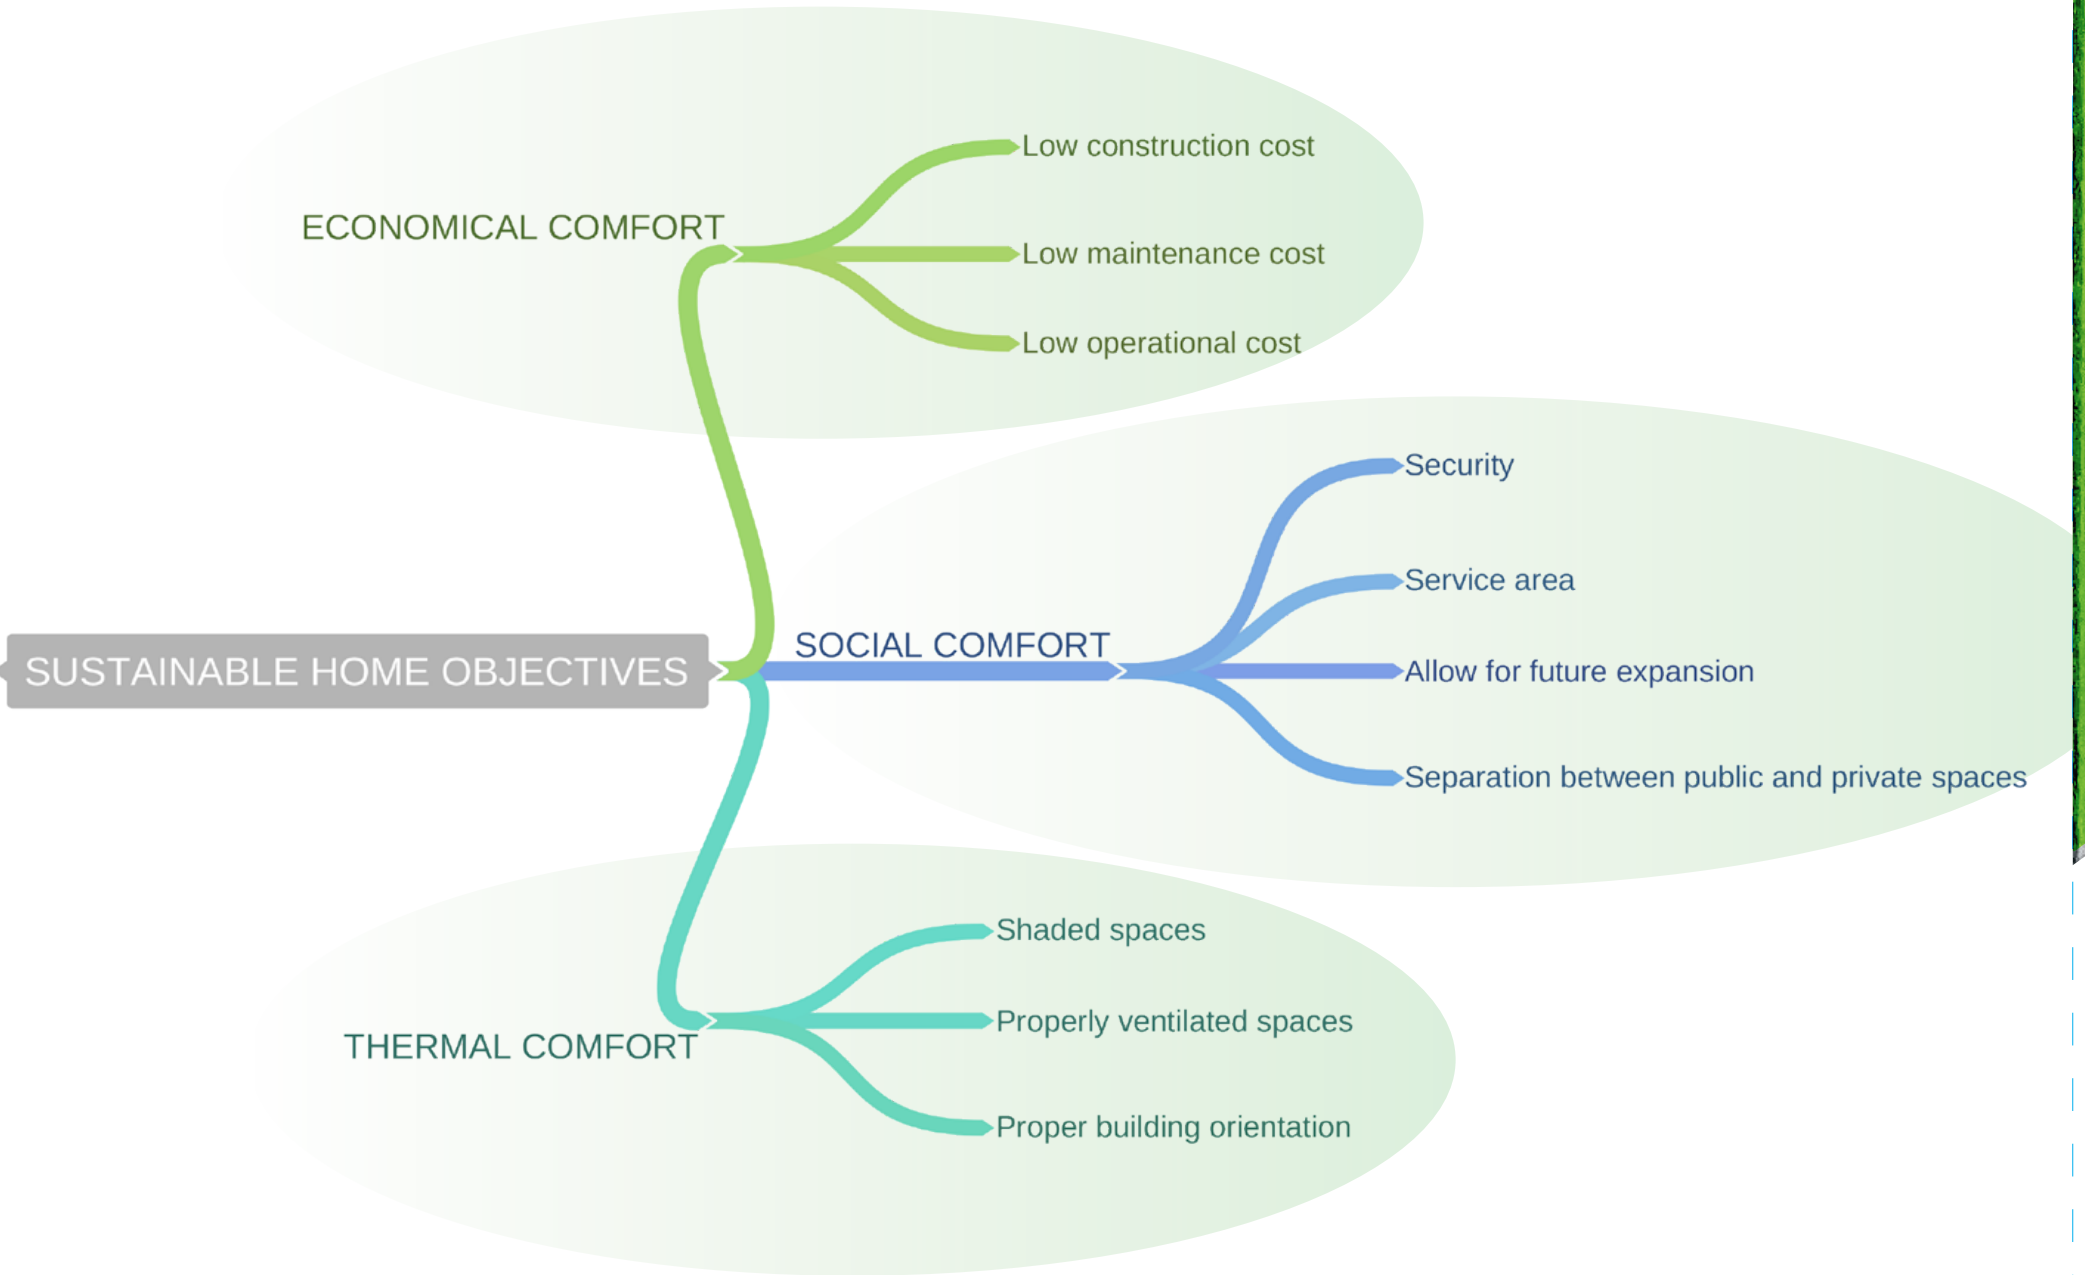 ECONOMICAL COMFORT
Low construction cost
Low maintenance cost
Low operational cost
SUSTAINABLE HOME OBJECTIVES
SOCIAL COMFORT
Security
Service area
Allow for future expansion
Separation between public and private spaces
THERMAL COMFORT
Shaded spaces
Properly ventilated spaces
Proper building orientation